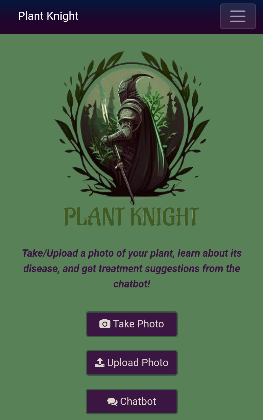 Plant Knight
PLANT KNIGHT
Take/Upload a photo of your plant, learn about its
disease, and get treatment suggestions from the
chatbot!
Take Photo
Upload Photo
Chatbot